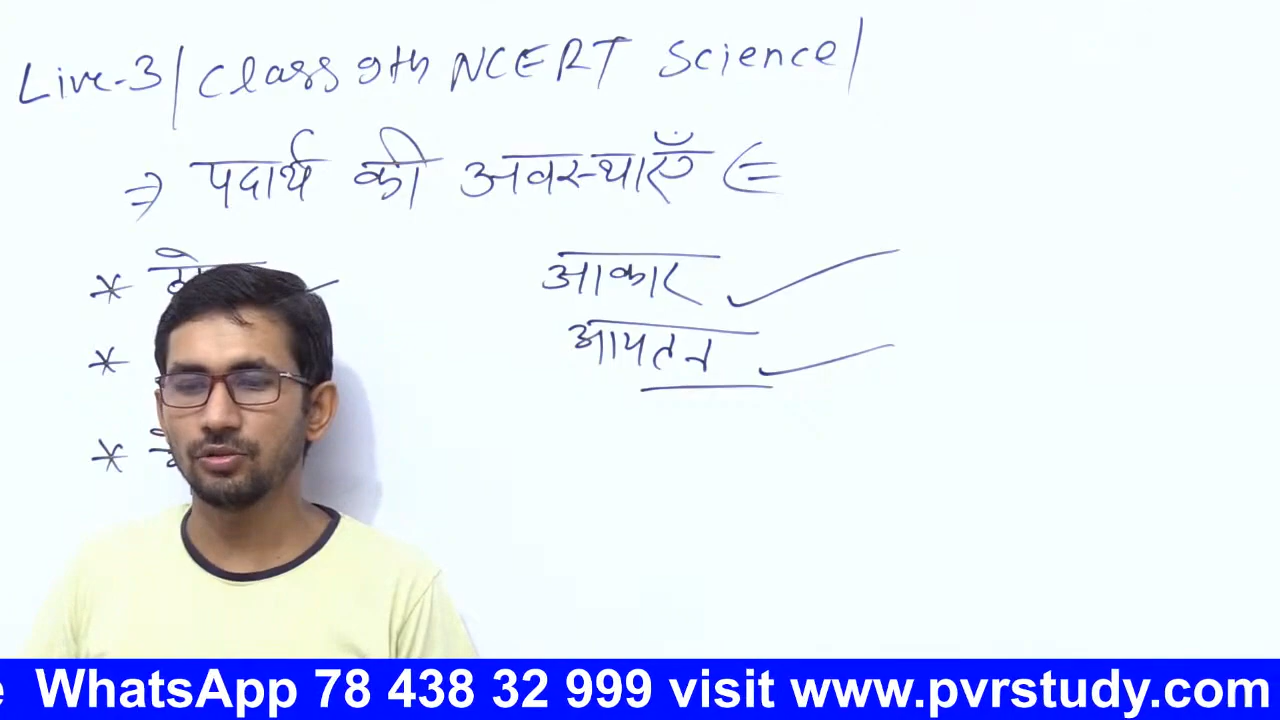 Live-3/Class 9th NCERT Science/
⇒ पदार्थ की अवस्थाएँ ⇐
*
आकार ✓
*
आयतन ✓
*
WhatsApp 78 438 32 999 visit www.pvrstudy.com